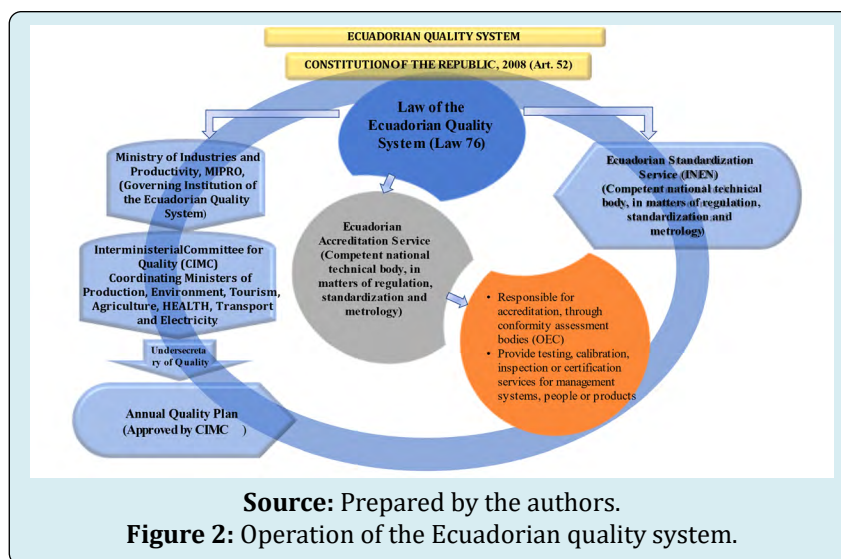 ECUADORIAN QUALITY SYSTEM
CONSTITUTION OF THE REPUBLIC, 2008 (Art. 52)
Law of the
Ecuadorian Quality
System (Law 76)
Ministry of Industries and
Productivity, MIPRO,
(Governing Institution of
the Ecuadorian Quality
System)
Ecuadorian Standardization
Service (INEN)
(Competent national technical
body, in matters of regulation,
standardization and
metrology)
InterministerialCommittee for
Quality (CIMC)
Coordinating Ministers of
Production, Environment, Tourism,
Agriculture, HEALTH, Transport
and Electricity
Ecuadorian
Accreditation Service
(Competent national
technical body, in
matters of regulation,
standardization and
metrology)
• Responsible for
accreditation, through
conformity assessment
bodies (OEC)
• Provide testing, calibration,
inspection or certification
services for management
systems, people or products
Undersecreta
ry of Quality
Annual Quality Plan
(Approved by CIMC )
Source: Prepared by the authors.
Figure 2: Operation of the Ecuadorian quality system.